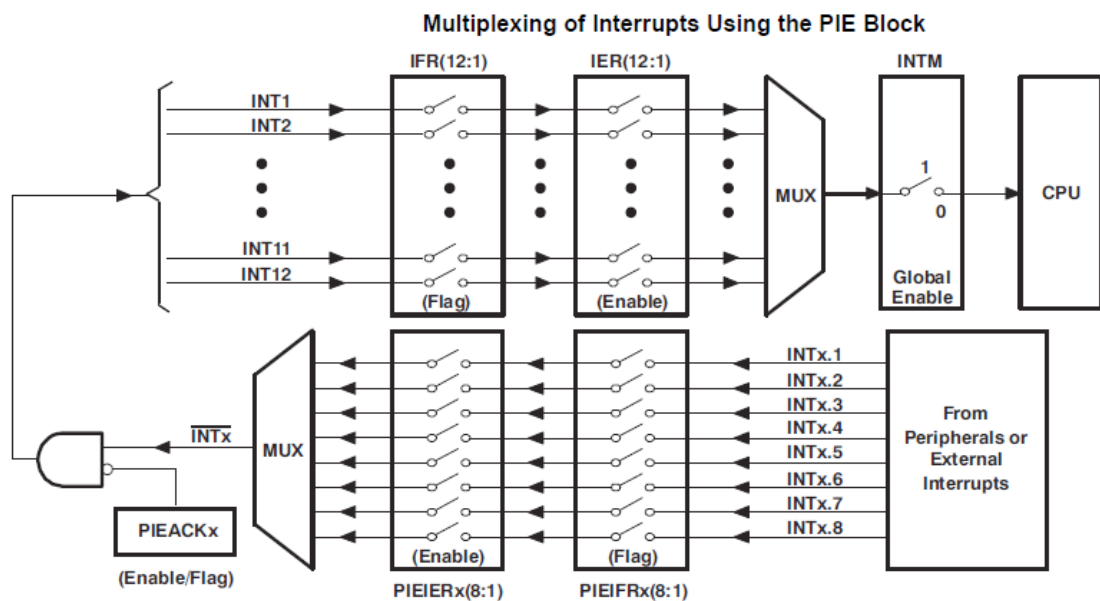 Multiplexing of Interrupts Using the PIE Block
IFR(12:1)
IER(12:1)
INTM
INT1
INT2
INT11
INT12
(Flag)
(Enable)
MUX
1
0
Global
Enable
CPU
INTx.1
INTx.2
INTx.3
INTx.4
INTx.5
INTx.6
INTx.7
INTx.8
From
Peripherals or
External
Interrupts
INTx
MUX
PIEACKx
(Enable/Flag)
(Enable)
(Flag)
PIEIERx(8:1)
PIEIFRx(8:1)